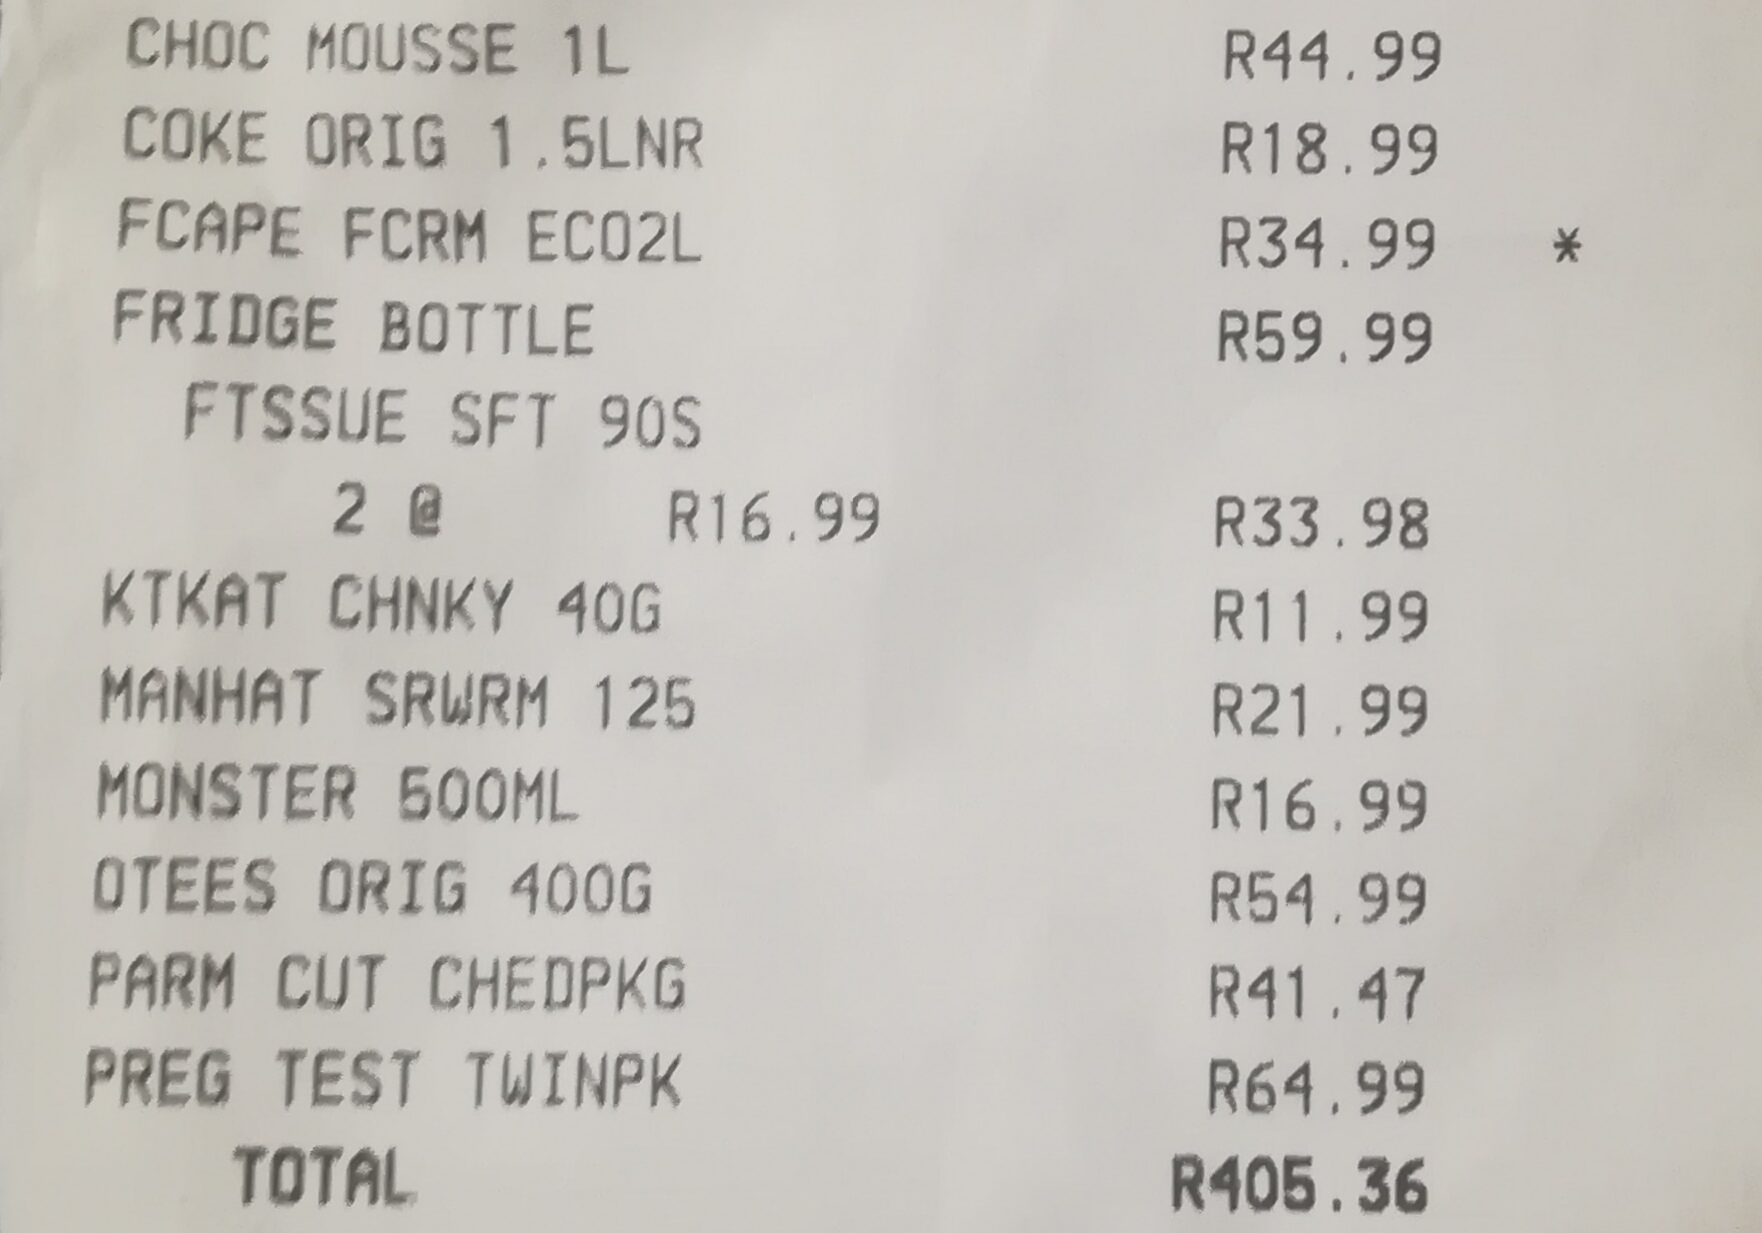 CHOC MOUSSE 1L R44.99
COKE ORIG 1.5LNR R18.99
FCAPE FCRM ECO2L R34.99 *
FRIDGE BOTTLE R59.99
FTSSUE SFT 90S
2 @ R16.99 R33.98
KTKAT CHNKY 40G R11.99
MANHAT SRWRM 125 R21.99
MONSTER 500ML R16.99
OTEES ORIG 400G R54.99
PARM CUT CHEDPKG R41.47
PREG TEST TWINPK R64.99
TOTAL R405.36